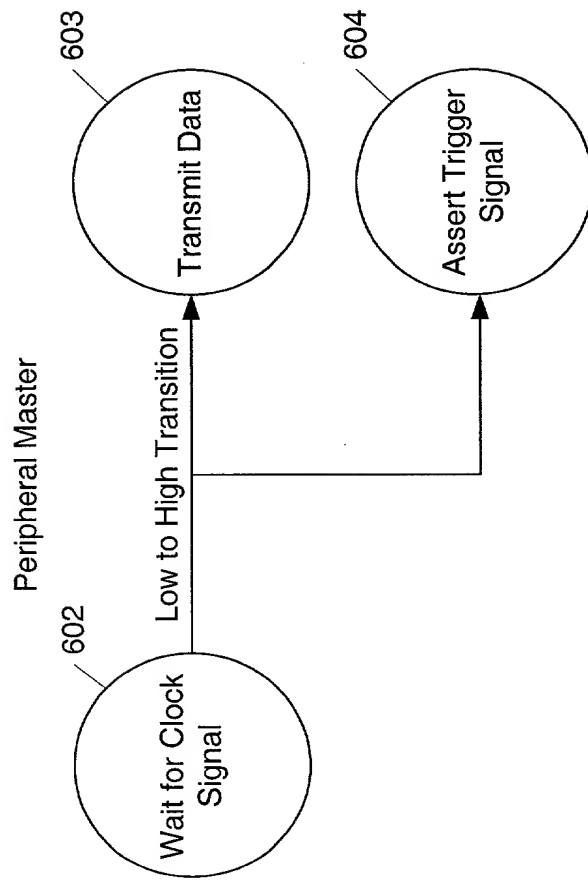 Peripheral Master
602
Wait for Clock
Signal
Low to High Transition
603
Transmit Data
604
Assert Trigger
Signal